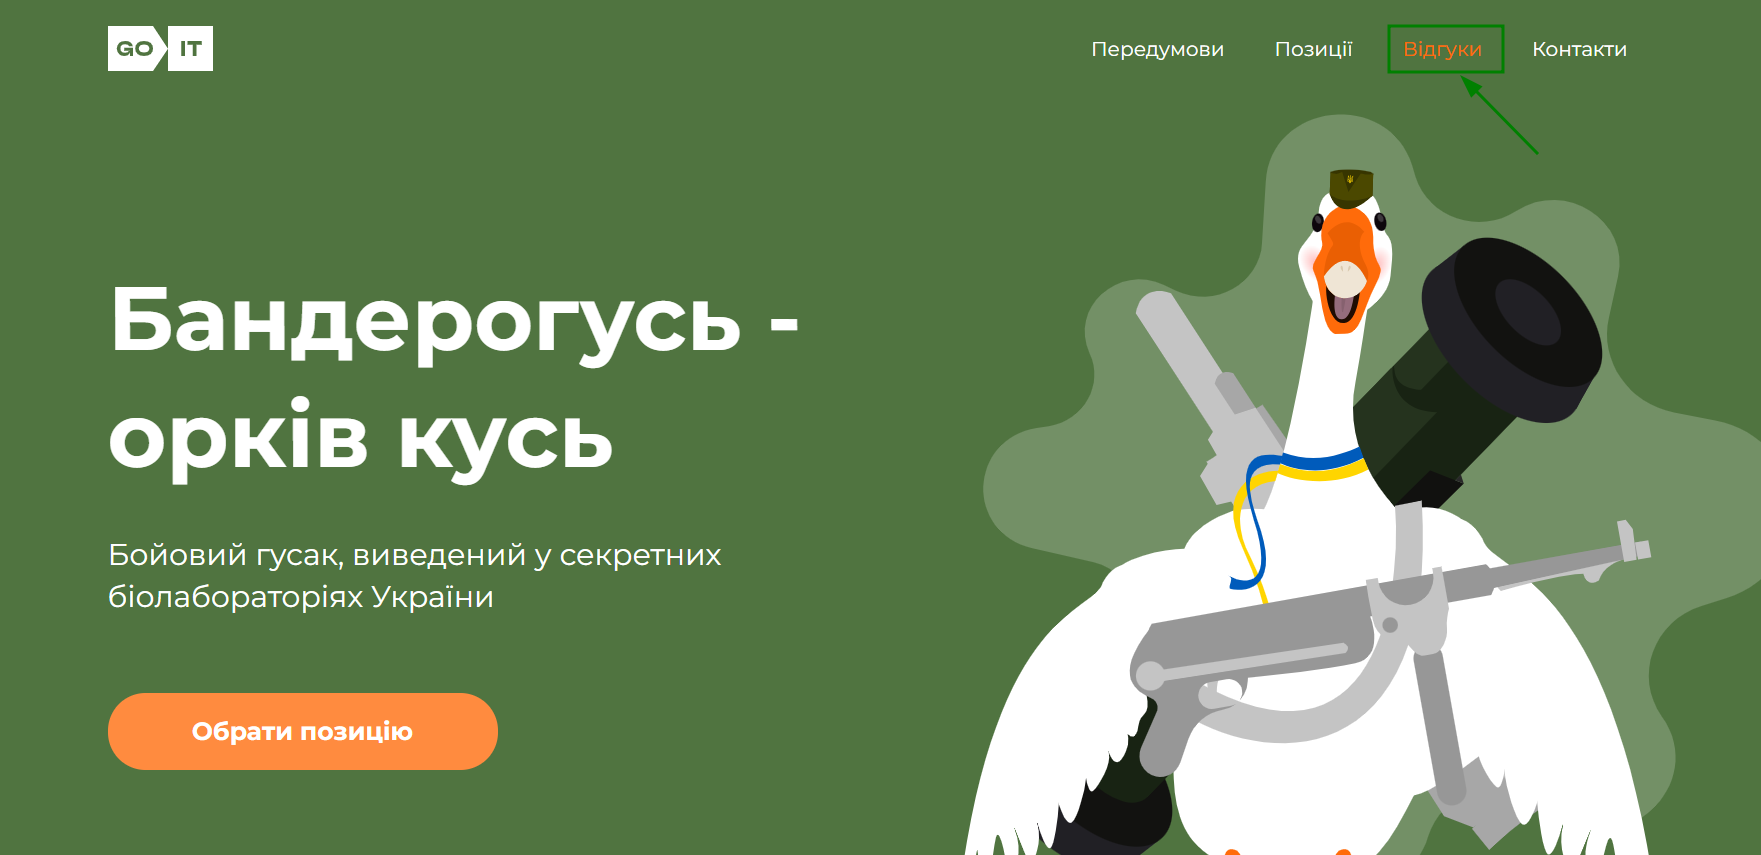 GO IT
Передумови Позиції Відгуки Контакти
Бандерогусь -
орків кусь
Бойовий гусак, виведений у секретних
біолабораторіях України
Обрати позицію